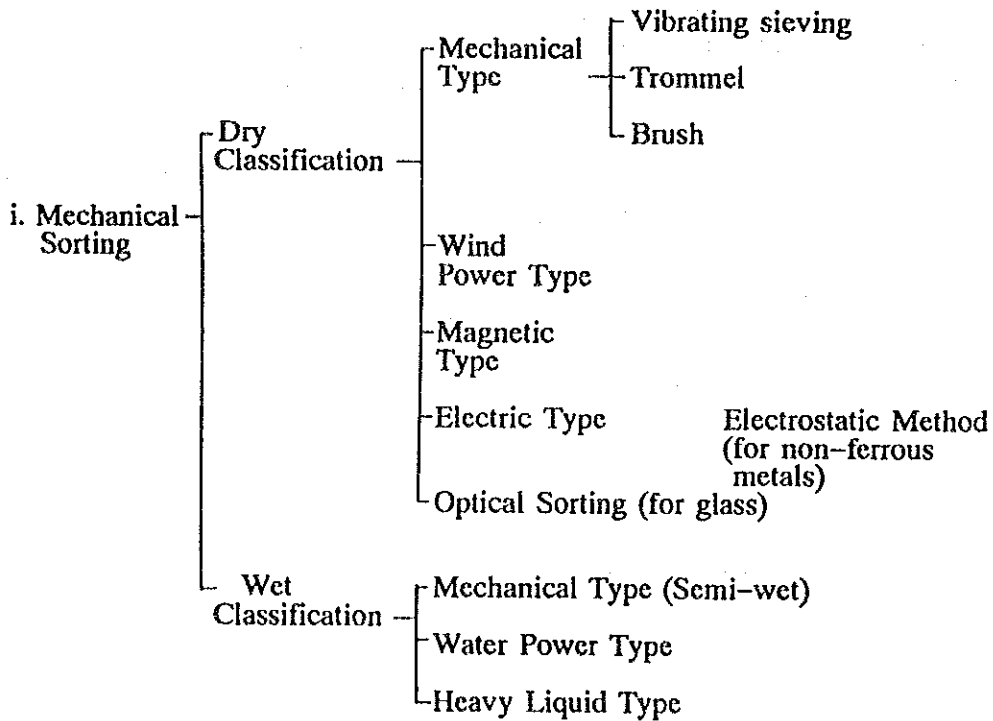 Vibrating sieving
Mechanical
Type
Trommel
Brush
Dry
Classification
i. Mechanical
Sorting
Wind
Power Type
Magnetic
Type
Electric Type
Electrostatic Method
(for non-ferrous
metals)
Optical Sorting (for glass)
Wet
Classification
Mechanical Type (Semi-wet)
Water Power Type
Heavy Liquid Type